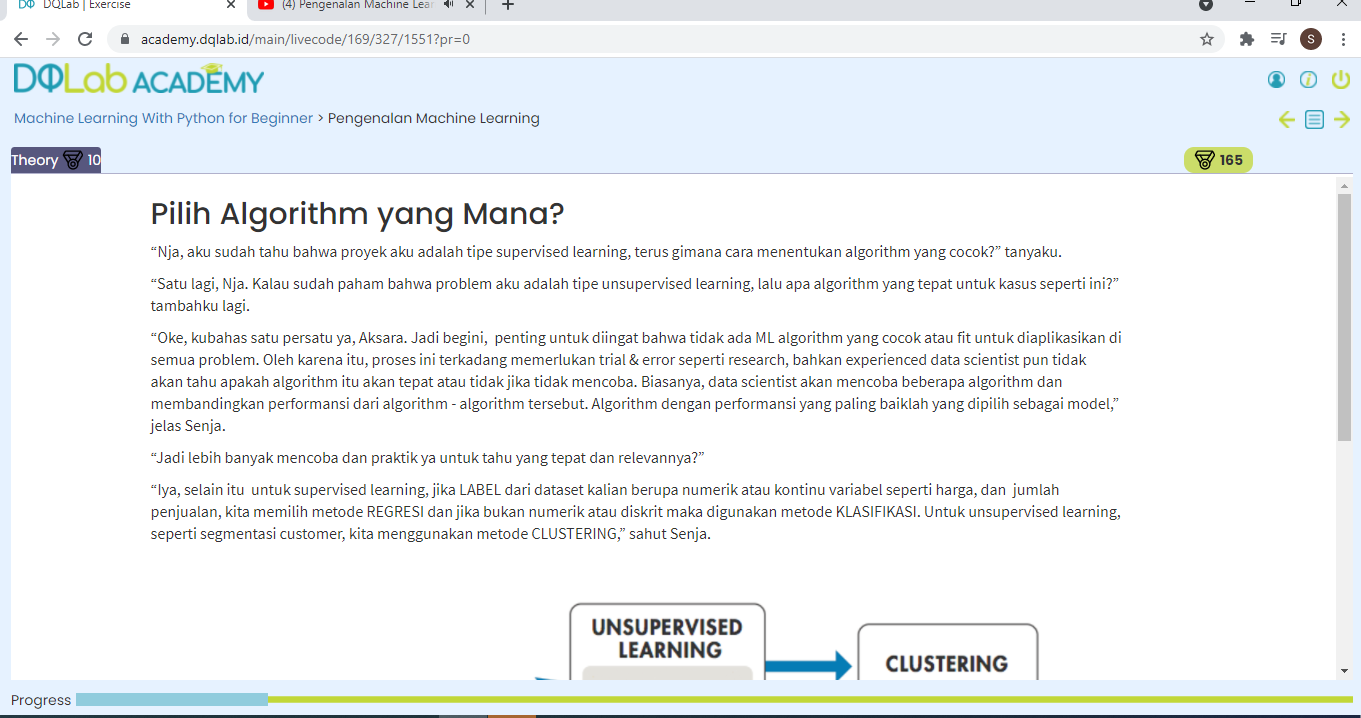 DQLab | Exercise
(4) Pengenalan Machine Lear
academy.dqlab.id/main/livecode/169/327/1551?pr=0
S
DQLab ACADEMY
Machine Learning With Python for Beginner > Pengenalan Machine Learning
Theory 10
165
Pilih Algorithm yang Mana?
“Nja, aku sudah tahu bahwa proyek aku adalah tipe supervised learning, terus gimana cara menentukan algorithm yang cocok?” tanyaku.
“Satu lagi, Nja. Kalau sudah paham bahwa problem aku adalah tipe unsupervised learning, lalu apa algorithm yang tepat untuk kasus seperti ini?”
tambahku lagi.
“Oke, kubahas satu persatu ya, Aksara. Jadi begini,  penting untuk diingat bahwa tidak ada ML algorithm yang cocok atau fit untuk diaplikasikan di
semua problem. Oleh karena itu, proses ini terkadang memerlukan trial & error seperti research, bahkan experienced data scientist pun tidak
akan tahu apakah algorithm itu akan tepat atau tidak jika tidak mencoba. Biasanya, data scientist akan mencoba beberapa algorithm dan
membandingkan performansi dari algorithm - algorithm tersebut. Algorithm dengan performansi yang paling baiklah yang dipilih sebagai model,”
jelas Senja.
“Jadi lebih banyak mencoba dan praktik ya untuk tahu yang tepat dan relevannya?”
“Iya, selain itu  untuk supervised learning, jika LABEL dari dataset kalian berupa numerik atau kontinu variabel seperti harga, dan  jumlah
penjualan, kita memilih metode REGRESI dan jika bukan numerik atau diskrit maka digunakan metode KLASIFIKASI. Untuk unsupervised learning,
seperti segmentasi customer, kita menggunakan metode CLUSTERING,” sahut Senja.
UNSUPERVISED
LEARNING
CLUSTERING
Progress